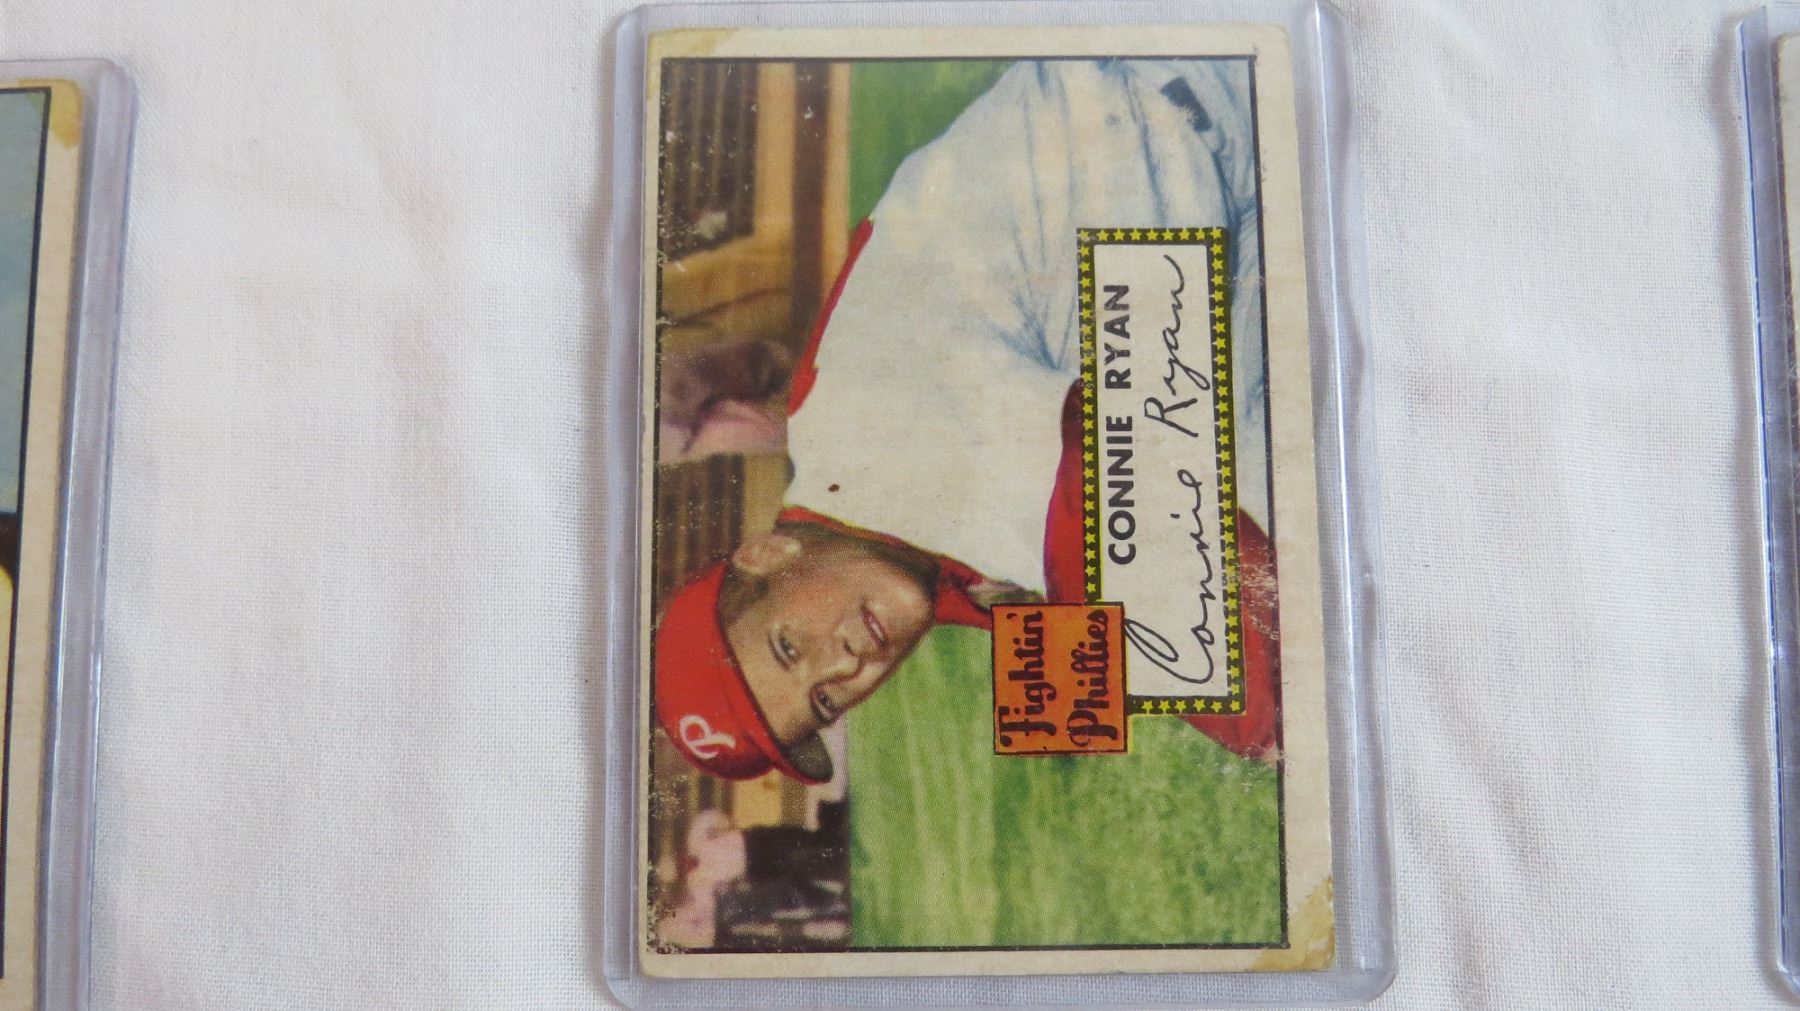 P
Fightin'
Phillies
CONNIE RYAN
Connie Ryan